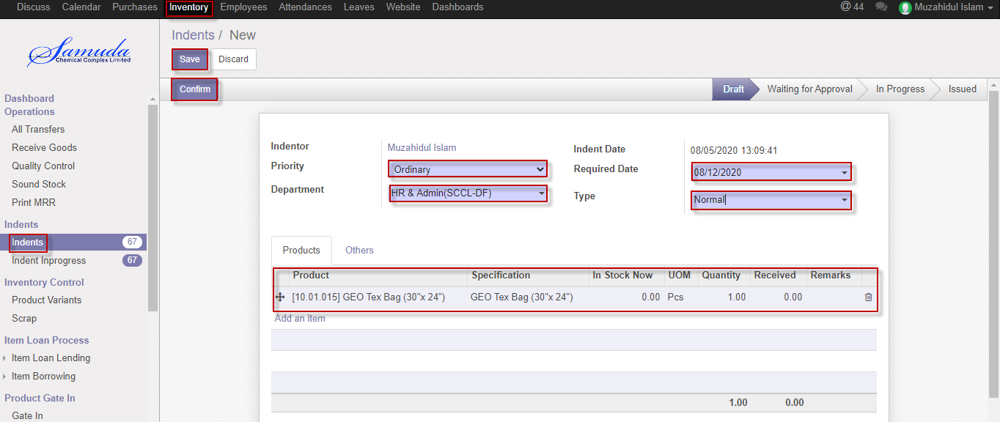 Discuss Calendar Purchases Inventory Employees Attendances Leaves Website Dashboards @ 44 Muzahidul Islam
Samuda
Chemical Complex Limited
Dashboard
Operations
All Transfers
Receive Goods
Quality Control
Sound Stock
Print MRR
Indents
Indents 67
Indent Inprogress 67
Inventory Control
Product Variants
Scrap
Item Loan Process
Item Loan Lending
Item Borrowing
Product Gate In
Gate In
Indents / New
Save Discard
Confirm Draft Waiting for Approval In Progress Issued
Indentor Muzahidul Islam Indent Date 08/05/2020 13:09:41
Priority Ordinary Required Date 08/12/2020
Department HR & Admin(SCCL-DF) Type Normal
Products Others
Product Specification In Stock Now UOM Quantity Received Remarks
[10.01.015] GEO Tex Bag (30"x 24") GEO Tex Bag (30"x 24") 0.00 Pcs 1.00 0.00
Add an item
1.00 0.00